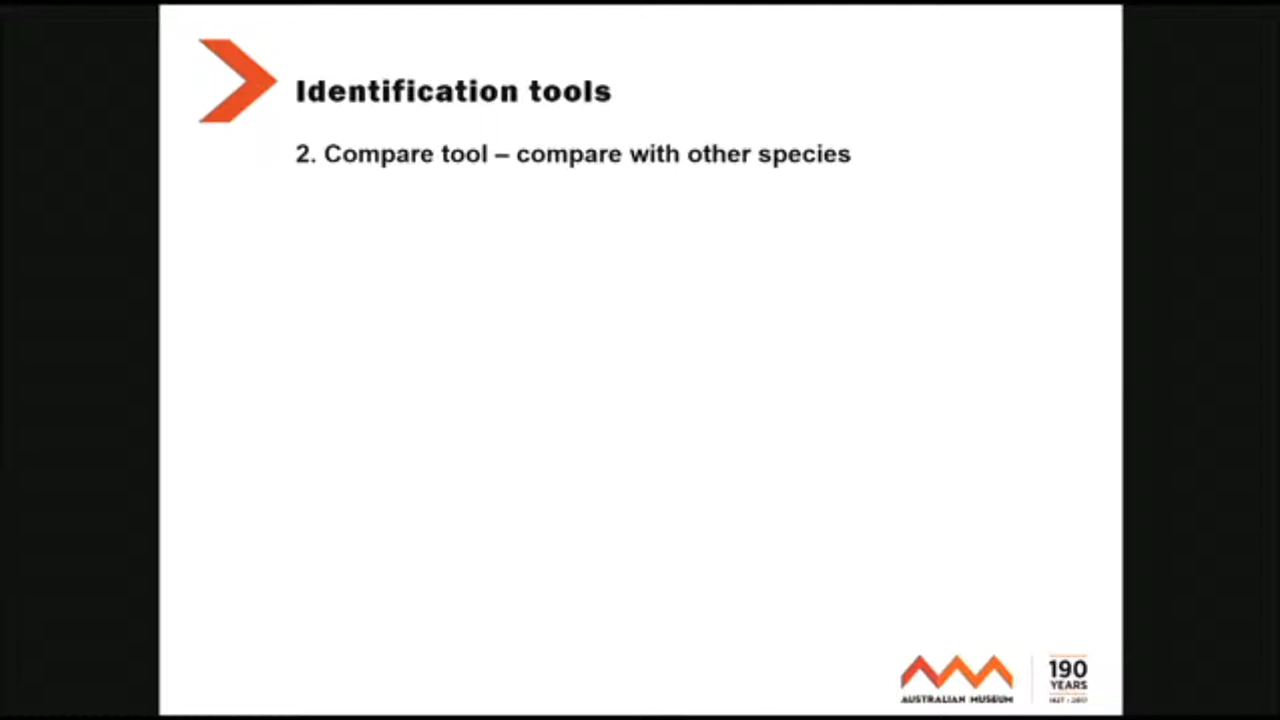 Identification tools
2. Compare tool – compare with other species
190
YEARS
AUSTRALIAN MUSEUM